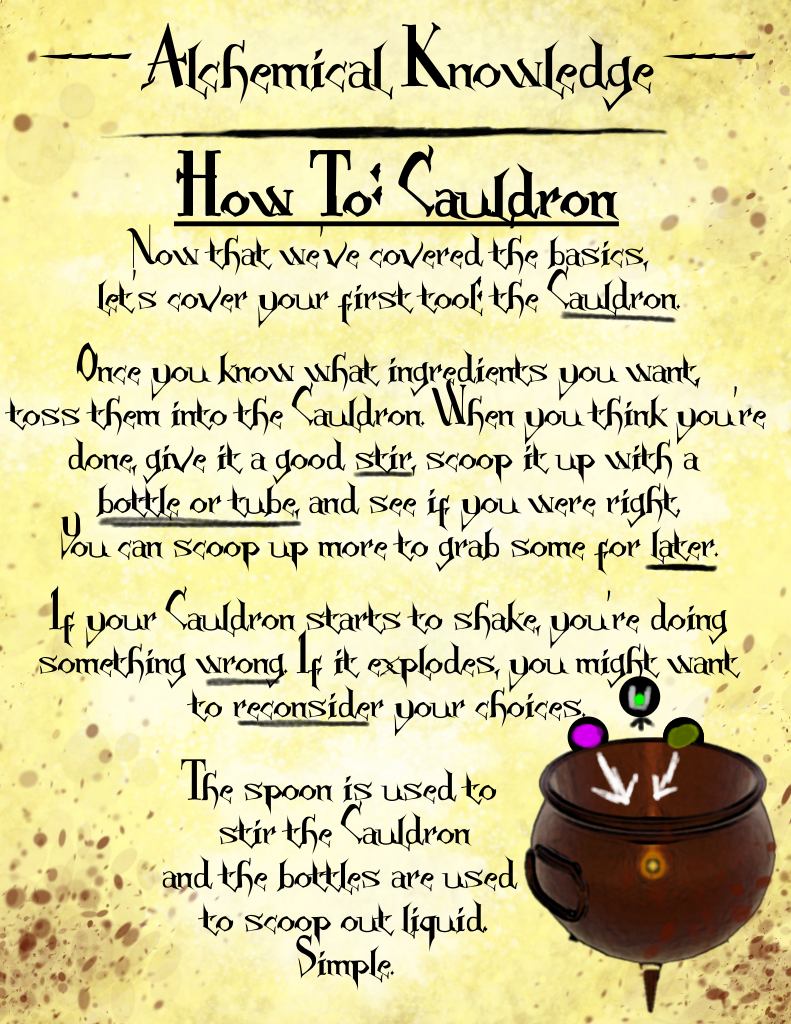 Alchemical Knowledge
How To: Cauldron
Now that we've covered the basics,
let's cover your first tool: the Cauldron.
Once you know what ingredients you want,
toss them into the Cauldron. When you think you're
done, give it a good stir, scoop it up with a
bottle or tube, and see if you were right.
You can scoop up more to grab some for later.
If your Cauldron starts to shake, you're doing
something wrong. If it explodes, you might want
to reconsider your choices.
The spoon is used to
stir the Cauldron
and the bottles are used
to scoop out liquid.
Simple.